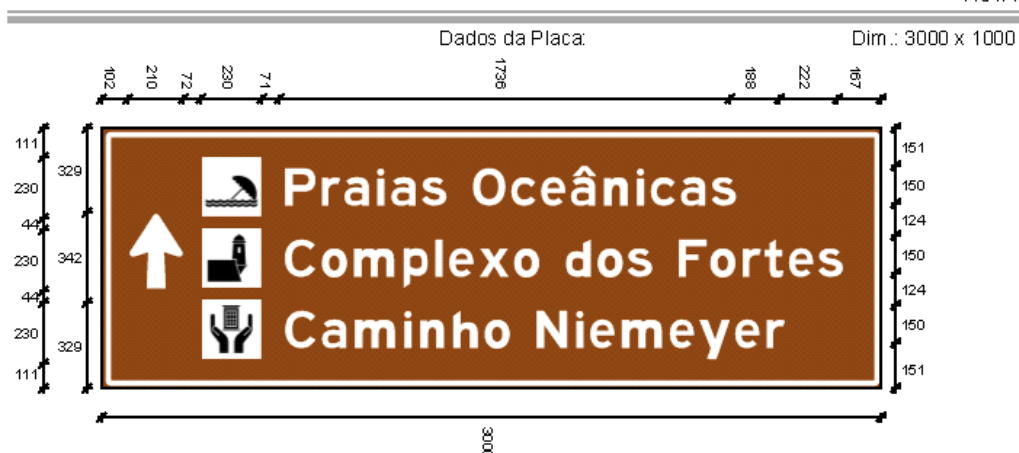 Dados da Placa:
Dim.: 3000 x 1000
102 210 72 230 71 1736 188 222 167
111
230
44
230
44
230
111
329
342
329
Praias Oceânicas
Complexo dos Fortes
Caminho Niemeyer
151
150
124
150
124
150
151